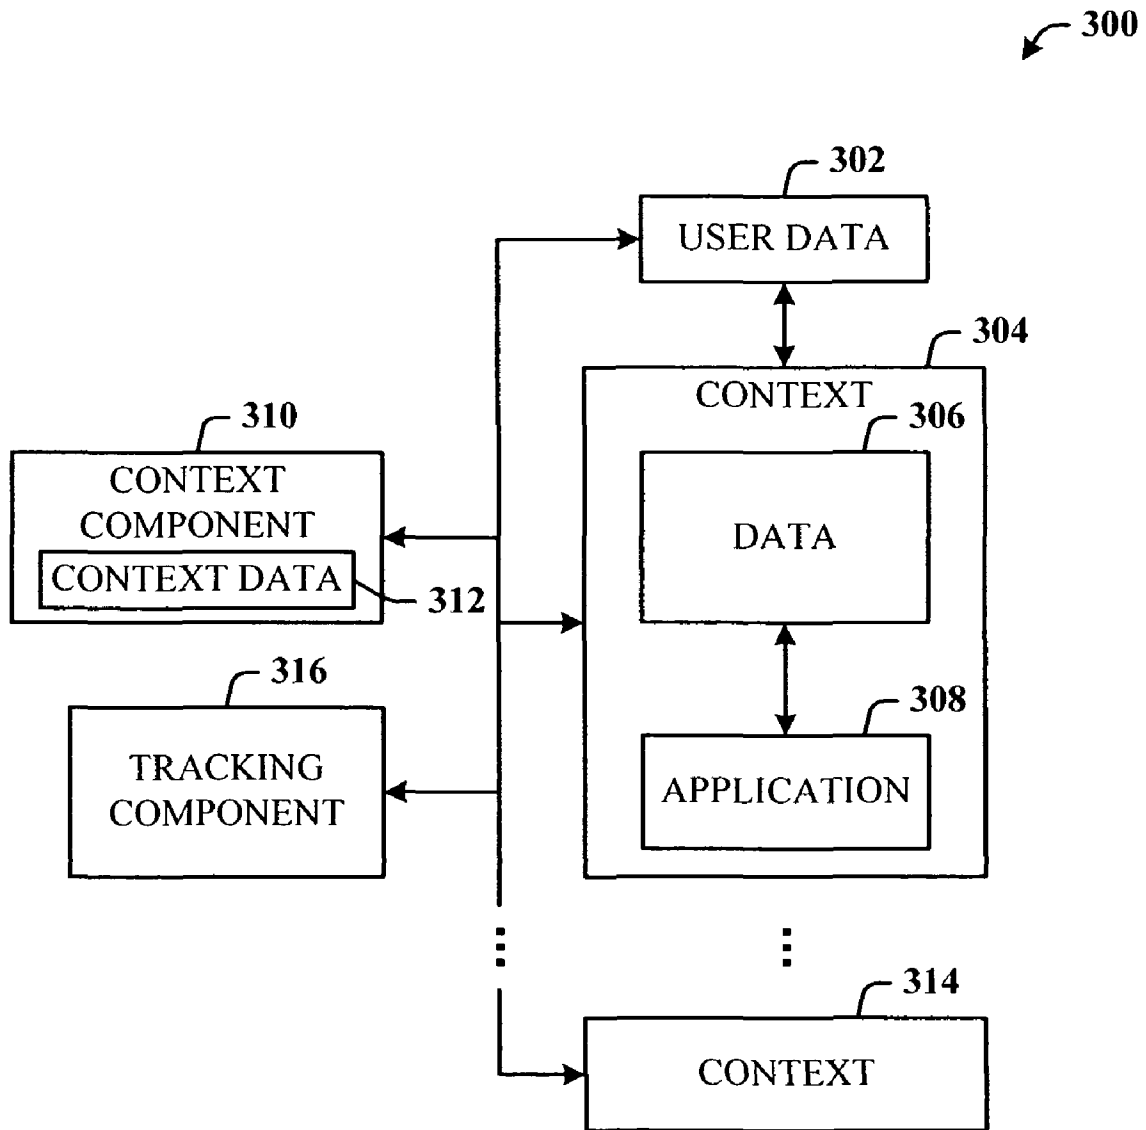 300
302
USER DATA
304
CONTEXT
306
DATA
308
APPLICATION
310
CONTEXT
COMPONENT
CONTEXT DATA
312
316
TRACKING
COMPONENT
314
CONTEXT